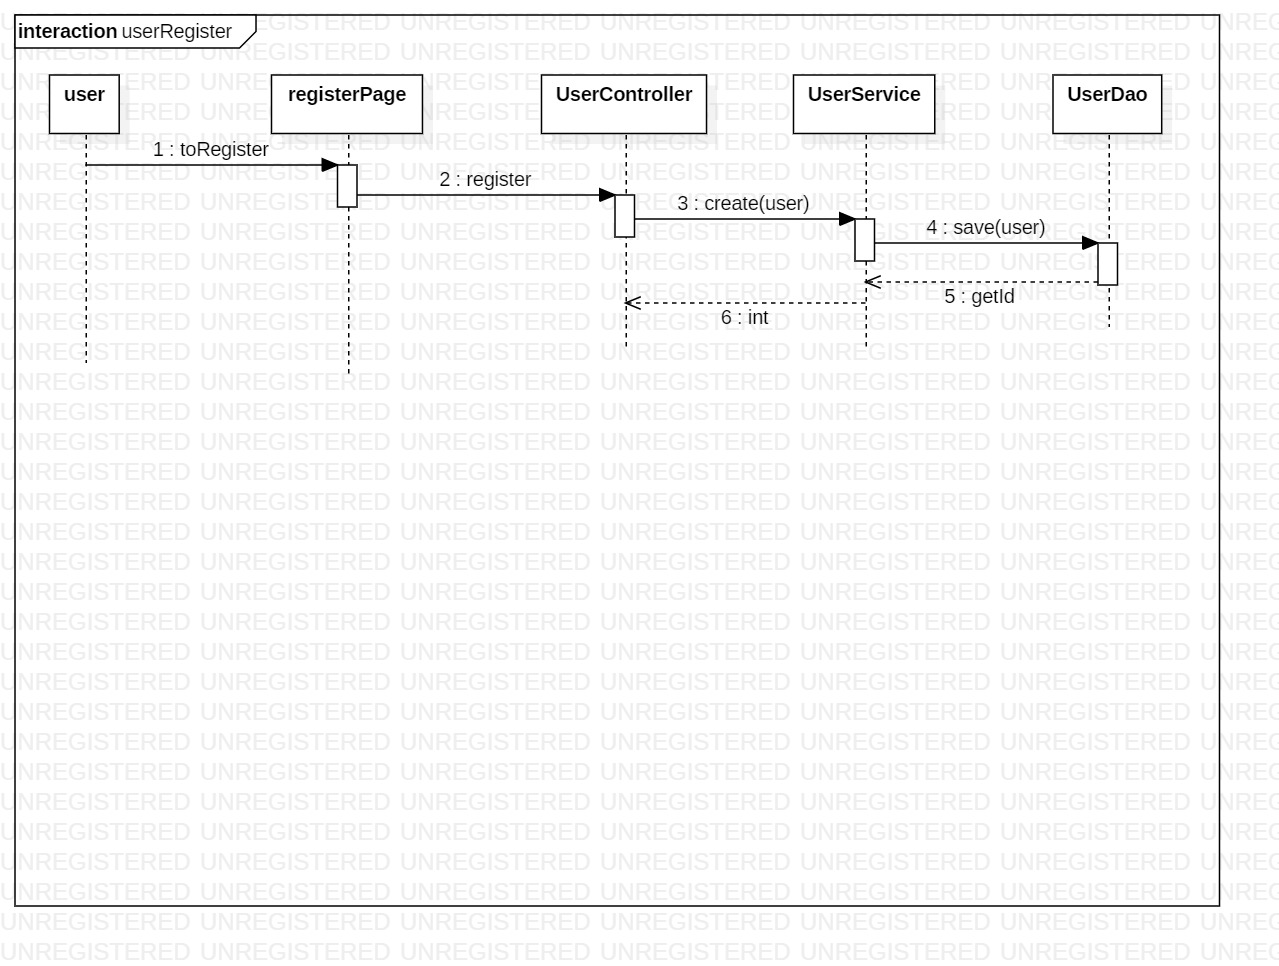 interaction userRegister
user
registerPage
UserController
UserService
UserDao
1 : toRegister
2 : register
3 : create(user)
4 : save(user)
5 : getId
6 : int
UNREGISTERED